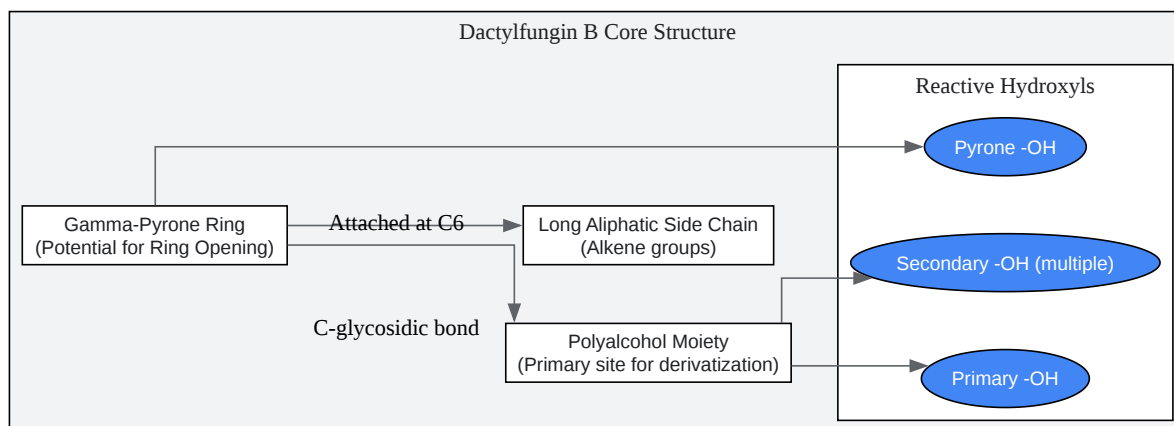 Dactylfungin B Core Structure
Reactive Hydroxyls
Pyrone -OH
Gamma-Pyrone Ring
(Potential for Ring Opening)
Attached at C6
Long Aliphatic Side Chain
(Alkene groups)
Secondary -OH (multiple)
C-glycosidic bond
Polyalcohol Moiety
(Primary site for derivatization)
Primary -OH